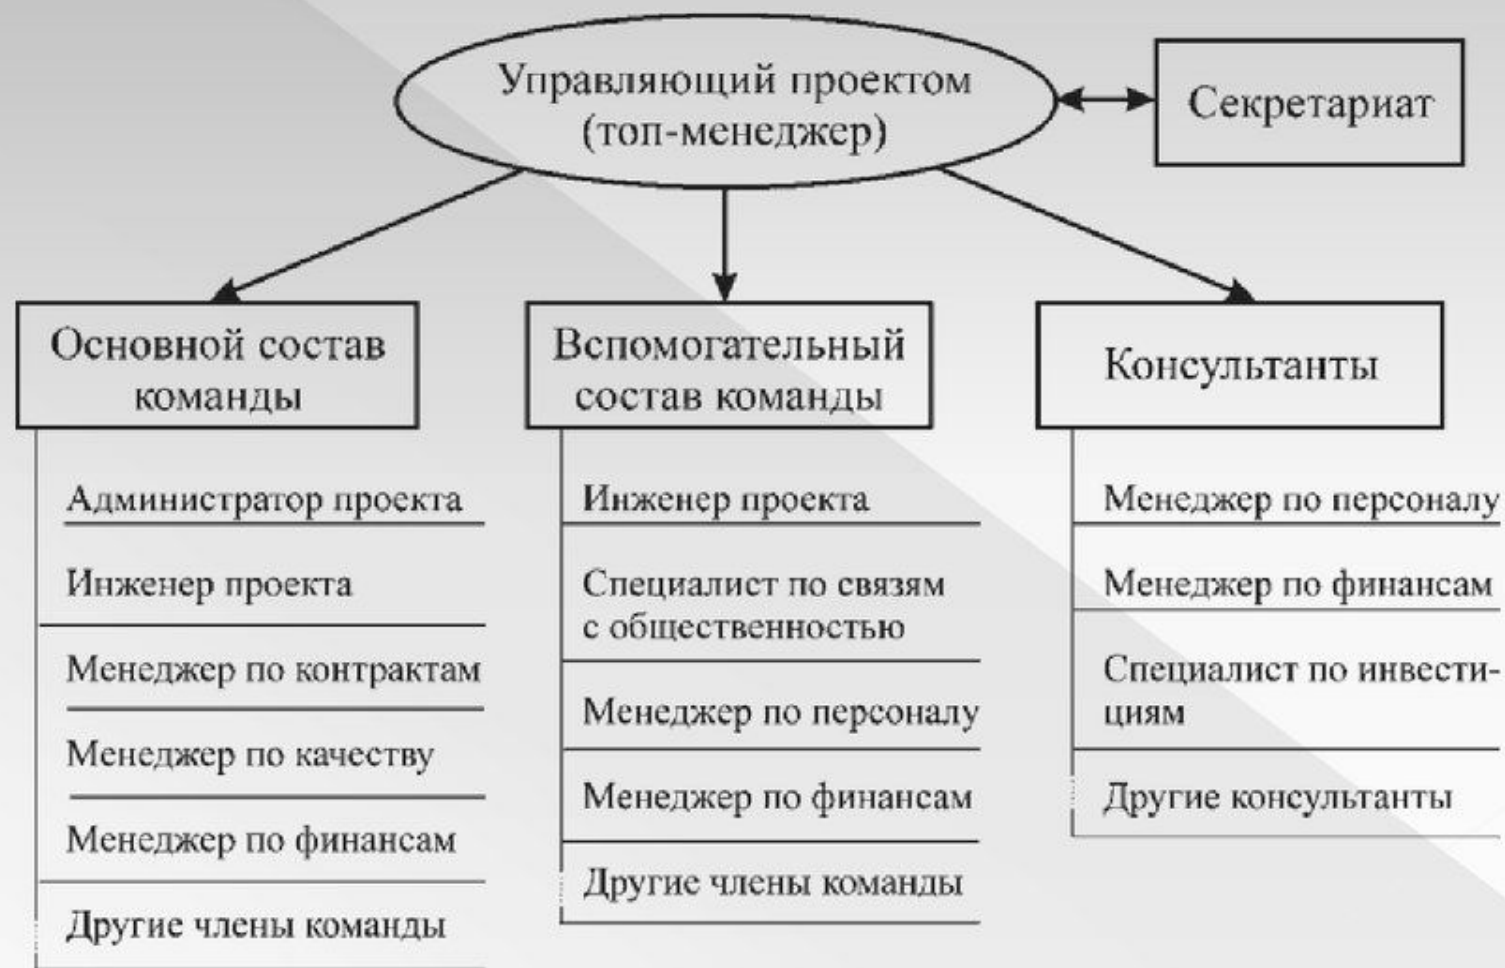 Управляющий проектом
(топ-менеджер)
Секретариат
Основной состав
команды
Администратор проекта
Инженер проекта
Менеджер по контрактам
Менеджер по качеству
Менеджер по финансам
Другие члены команды
Вспомогательный
состав команды
Инженер проекта
Специалист по связям
с общественностью
Менеджер по персоналу
Менеджер по финансам
Другие члены команды
Консультанты
Менеджер по персоналу
Менеджер по финансам
Специалист по инвести-
циям
Другие консультанты